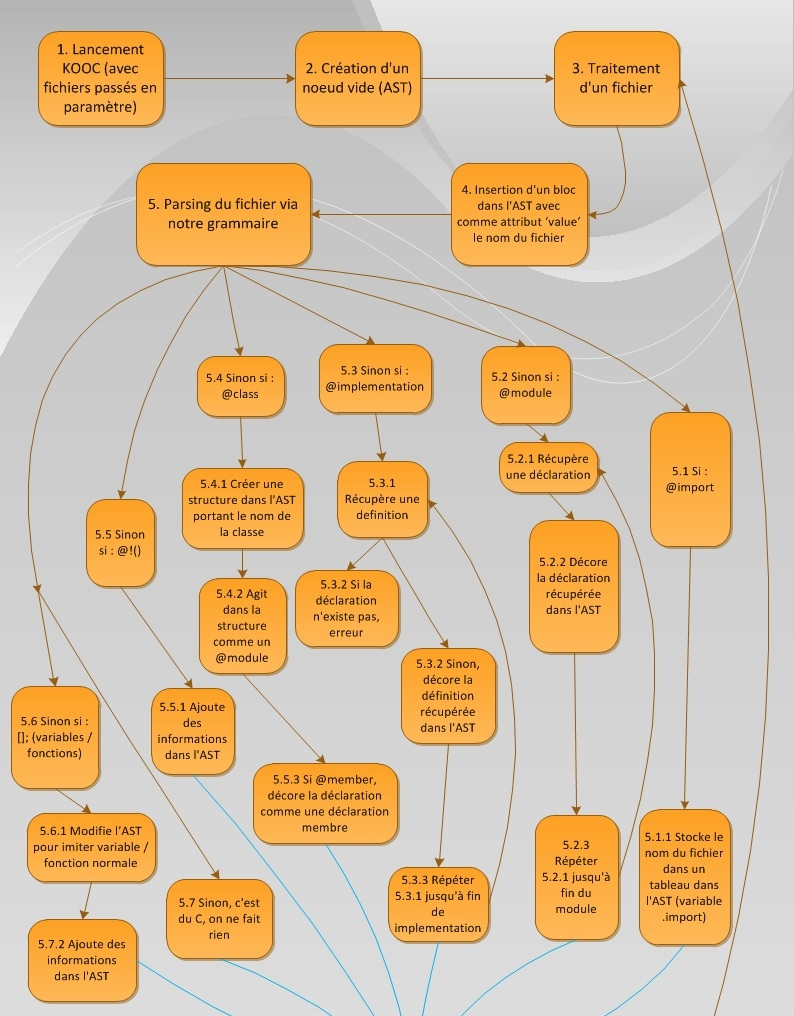 1. Lancement
KOOC (avec
fichiers passés en
paramètre)
2. Création d'un
noeud vide (AST)
3. Traitement
d'un fichier
5. Parsing du fichier via
notre grammaire
4. Insertion d'un bloc
dans l'AST avec
comme attribut ‘value’
le nom du fichier
5.4 Sinon si :
@class
5.3 Sinon si :
@implementation
5.2 Sinon si :
@module
5.1 Si :
@import
5.2.1 Récupère
une déclaration
5.4.1 Créer une
structure dans l'AST
portant le nom de
la classe
5.3.1
Récupère une
definition
5.5 Sinon
si : @!()
5.2.2 Décore
la déclaration
récupérée
dans l'AST
5.4.2 Agit
dans la
structure
comme un
@module
5.3.2 Si la
déclaration
n'existe pas,
erreur
5.3.2 Sinon,
décore la
définition
récupérée
dans l'AST
5.6 Sinon si :
[]; (variables /
fonctions)
5.5.1 Ajoute
des
informations
dans l'AST
5.5.3 Si @member,
décore la déclaration
comme une déclaration
membre
5.6.1 Modifie l’AST
pour imiter variable /
fonction normale
5.7 Sinon, c'est
du C, on ne fait
rien
5.3.3 Répéter
5.3.1 jusqu'à fin
de
implementation
5.2.3
Répéter
5.2.1 jusqu'à
fin du
module
5.1.1 Stocke le
nom du fichier
dans un
tableau dans
l'AST (variable
.import)
5.7.2 Ajoute des
informations
dans l'AST